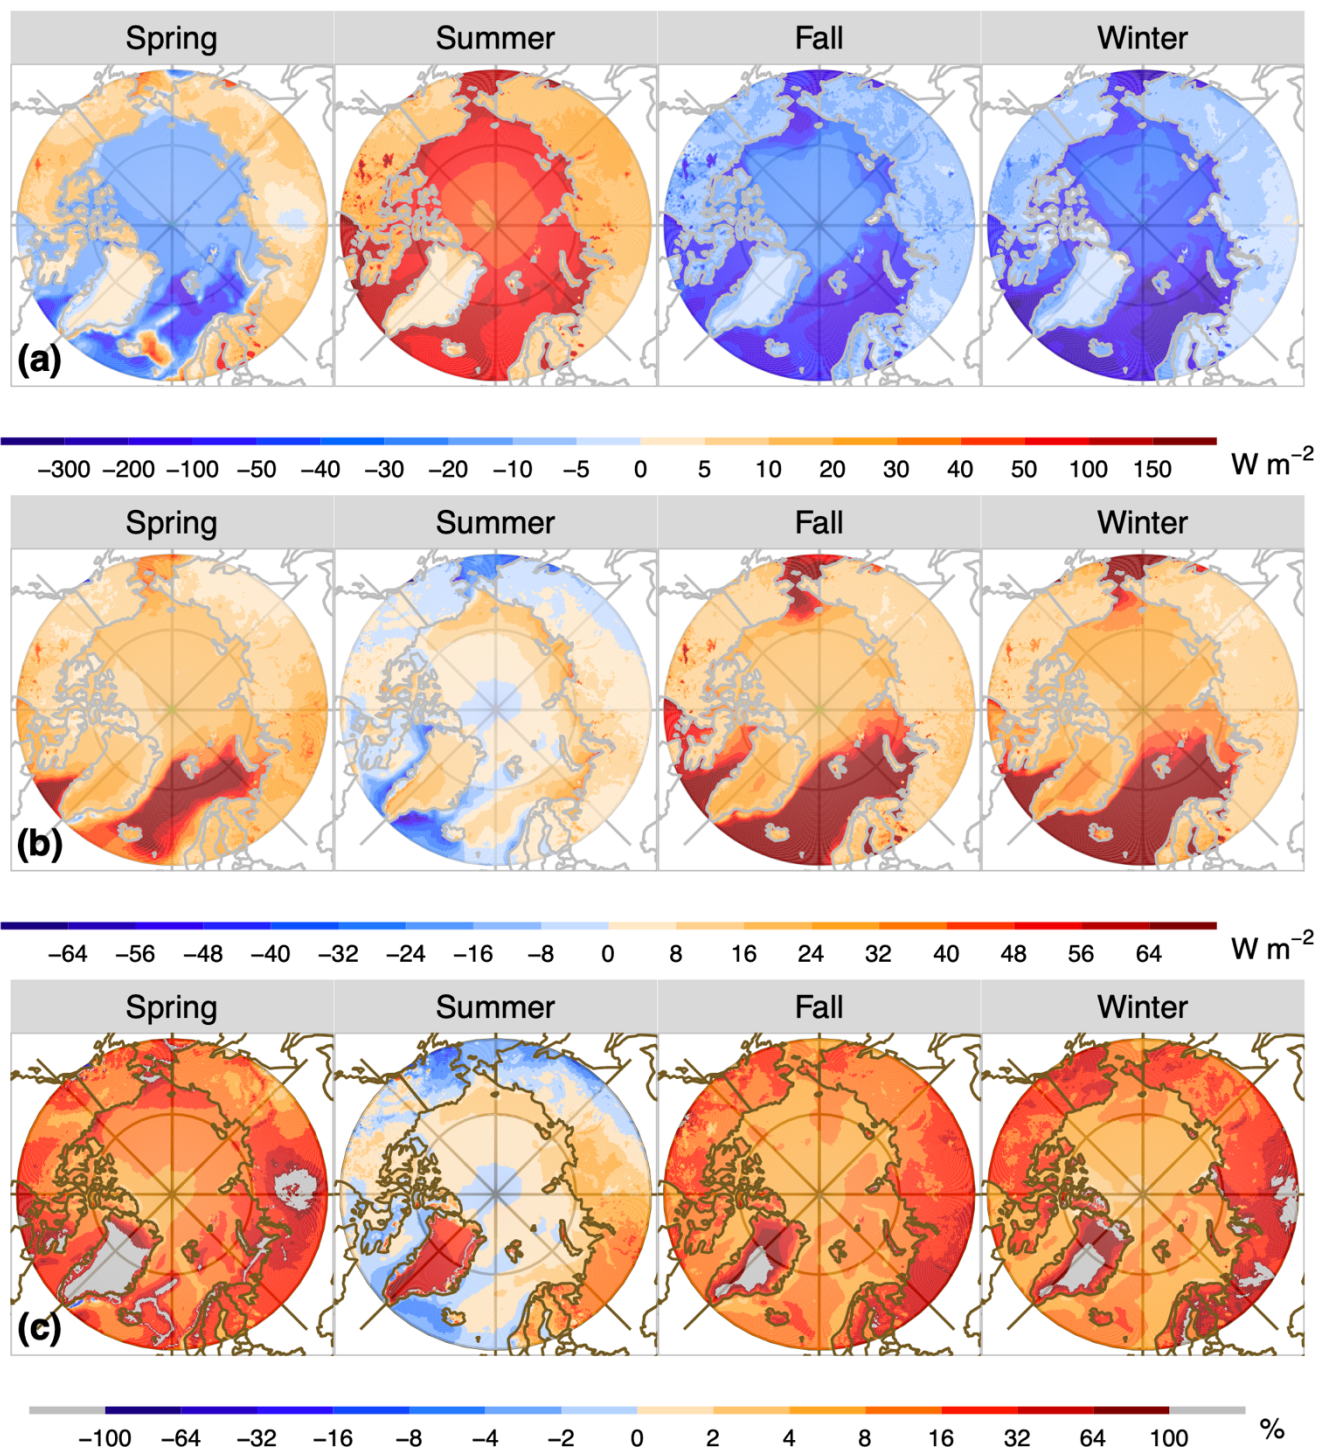 Spring Summer Fall Winter
(a)
−300 −200 −100 −50 −40 −30 −20 −10 −5 0 5 10 20 30 40 50 100 150 W m−2
Spring Summer Fall Winter
(b)
−64 −56 −48 −40 −32 −24 −16 −8 0 8 16 24 32 40 48 56 64 W m−2
Spring Summer Fall Winter
(c)
−100 −64 −32 −16 −8 −4 −2 0 2 4 8 16 32 64 100 %